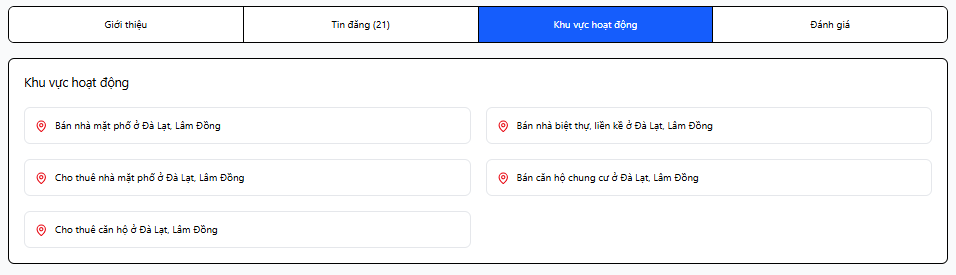 Giới thiệu
Tin đăng (21)
Khu vực hoạt động
Đánh giá
Khu vực hoạt động
Bán nhà mặt phố ở Đà Lạt, Lâm Đồng
Bán nhà biệt thự, liền kề ở Đà Lạt, Lâm Đồng
Cho thuê nhà mặt phố ở Đà Lạt, Lâm Đồng
Bán căn hộ chung cư ở Đà Lạt, Lâm Đồng
Cho thuê căn hộ ở Đà Lạt, Lâm Đồng